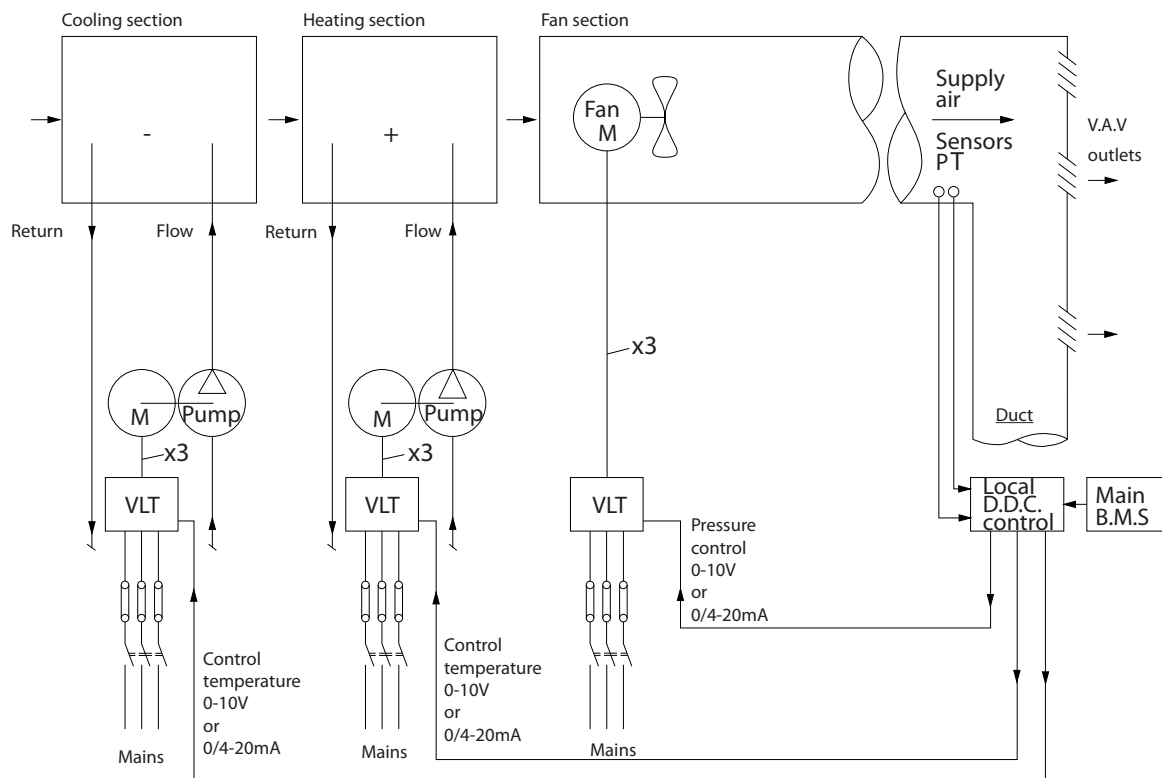 Cooling section
Heating section
Fan section
-
+
Fan
M
Supply
air
Sensors
PT
V.A.V
outlets
Return
Flow
Return
Flow
x3
M
Pump
M
Pump
Duct
x3
x3
VLT
VLT
VLT
Local
D.D.C.
control
Main
B.M.S
Pressure
control
0-10V
or
0/4-20mA
Control
temperature
0-10V
or
0/4-20mA
Control
temperature
0-10V
or
0/4-20mA
Mains
Mains
Mains